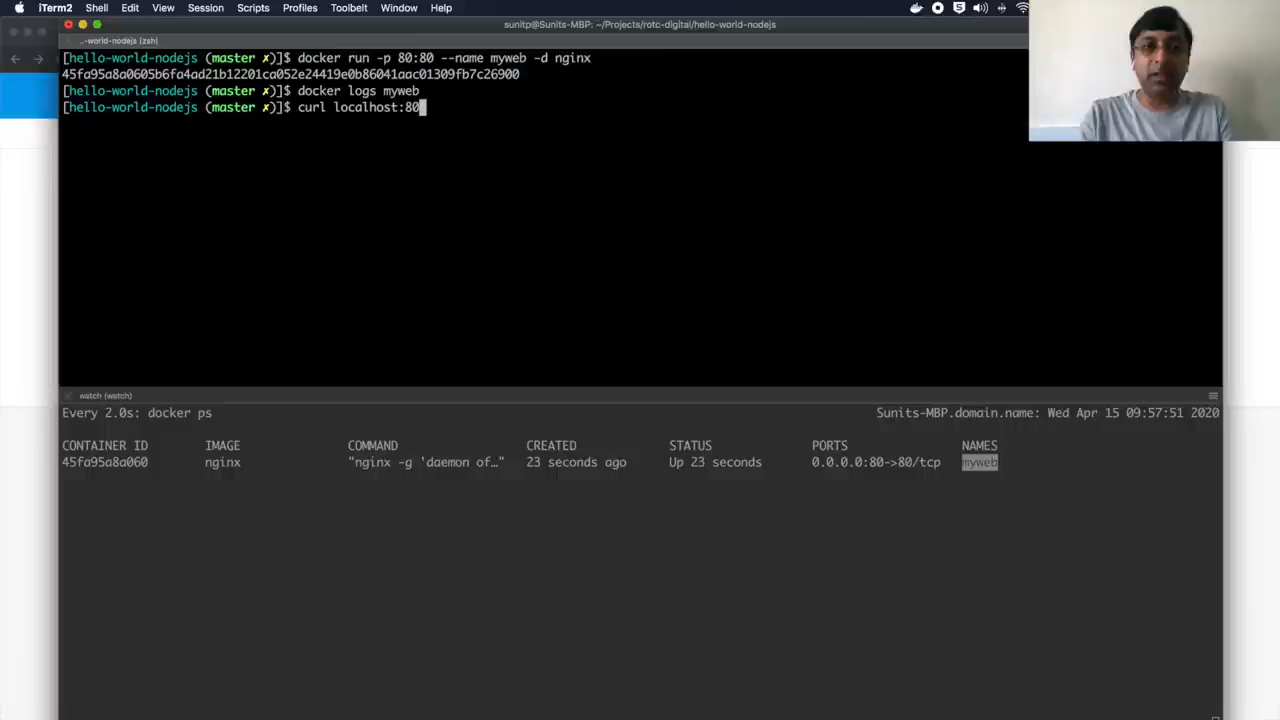 iTerm2 Shell Edit View Session Scripts Profiles Toolbelt Window Help
sunitp@Sunits-MBP: ~/Projects/rotc-digital/hello-world-nodejs
..-world-nodejs (zsh)
[hello-world-nodejs (master ✗)]$ docker run -p 80:80 --name myweb -d nginx
45fa95a8a0605b6fa4ad21b12201ca052e24419e0b86041aac01309fb7c26900
[hello-world-nodejs (master ✗)]$ docker logs myweb
[hello-world-nodejs (master ✗)]$ curl localhost:80
watch (watch)
Every 2.0s: docker ps Sunits-MBP.domain.name: Wed Apr 15 09:57:51 2020
CONTAINER ID IMAGE COMMAND CREATED STATUS PORTS NAMES
45fa95a8a060 nginx "nginx -g 'daemon of…" 23 seconds ago Up 23 seconds 0.0.0.0:80->80/tcp myweb